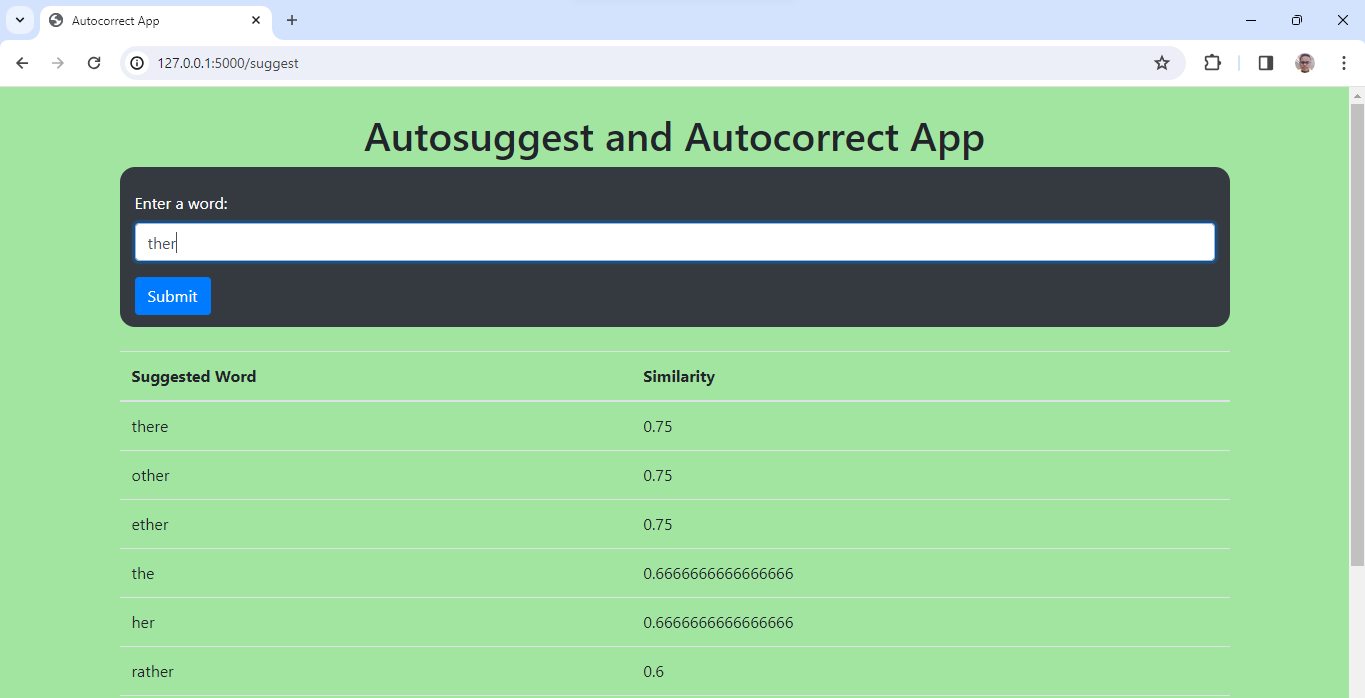 Autocorrect App
127.0.0.1:5000/suggest
Autosuggest and Autocorrect App
Enter a word:
ther
Submit
Suggested Word Similarity
there 0.75
other 0.75
ether 0.75
the 0.6666666666666666
her 0.6666666666666666
rather 0.6